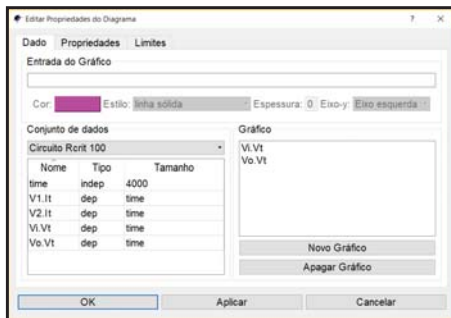 Editar Propriedades do Diagrama ? ×
Dado Propriedades Limites
Entrada do Gráfico
Cor: Estilo: linha sólida Espessura: 0 Eixo-y: Eixo esquerda
Conjunto de dados
Circuito Rcrit 100
Nome Tipo Tamanho
time indep 4000
V1.It dep time
V2.It dep time
Vi.Vt dep time
Vo.Vt dep time
Gráfico
Vi.Vt
Vo.Vt
Novo Gráfico
Apagar Gráfico
OK Aplicar Cancelar